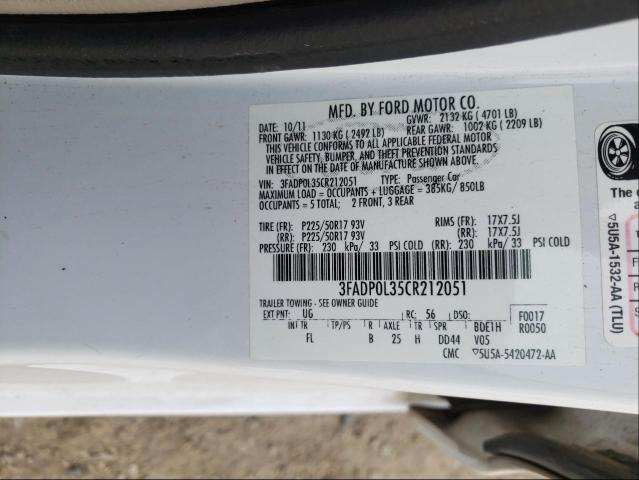 MFD. BY FORD MOTOR CO.
DATE: 10/11 GVWR: 2132 KG ( 4701 LB)
FRONT GAWR: 1130 KG ( 2492 LB) REAR GAWR: 1002 KG ( 2209 LB)
THIS VEHICLE CONFORMS TO ALL APPLICABLE FEDERAL MOTOR
VEHICLE SAFETY, BUMPER, AND THEFT PREVENTION STANDARDS
IN EFFECT ON THE DATE OF MANUFACTURE SHOWN ABOVE.
VIN: 3FADP0L35CR212051 TYPE: Passenger Car
MAXIMUM LOAD = OCCUPANTS + LUGGAGE = 385KG/ 850LB
OCCUPANTS = 5 TOTAL; 2 FRONT, 3 REAR
TIRE (FR): P225/50R17 93V RIMS (FR): 17X7.5J
(RR): P225/50R17 93V (RR): 17X7.5J
PRESSURE (FR): 230 kPa/ 33 PSI COLD (RR): 230 kPa/ 33 PSI COLD
3FADP0L35CR212051
TRAILER TOWING - SEE OWNER GUIDE
EXT PNT: UG RC: 56 DSO: F0017
R0050
INT TR TP/PS R AXLE TR SPR BDE1H
FL B 25 H DD44 V05
CMC ▽5U5A-5420472-AA
The
▽5U5A-1532-AA (TLU)